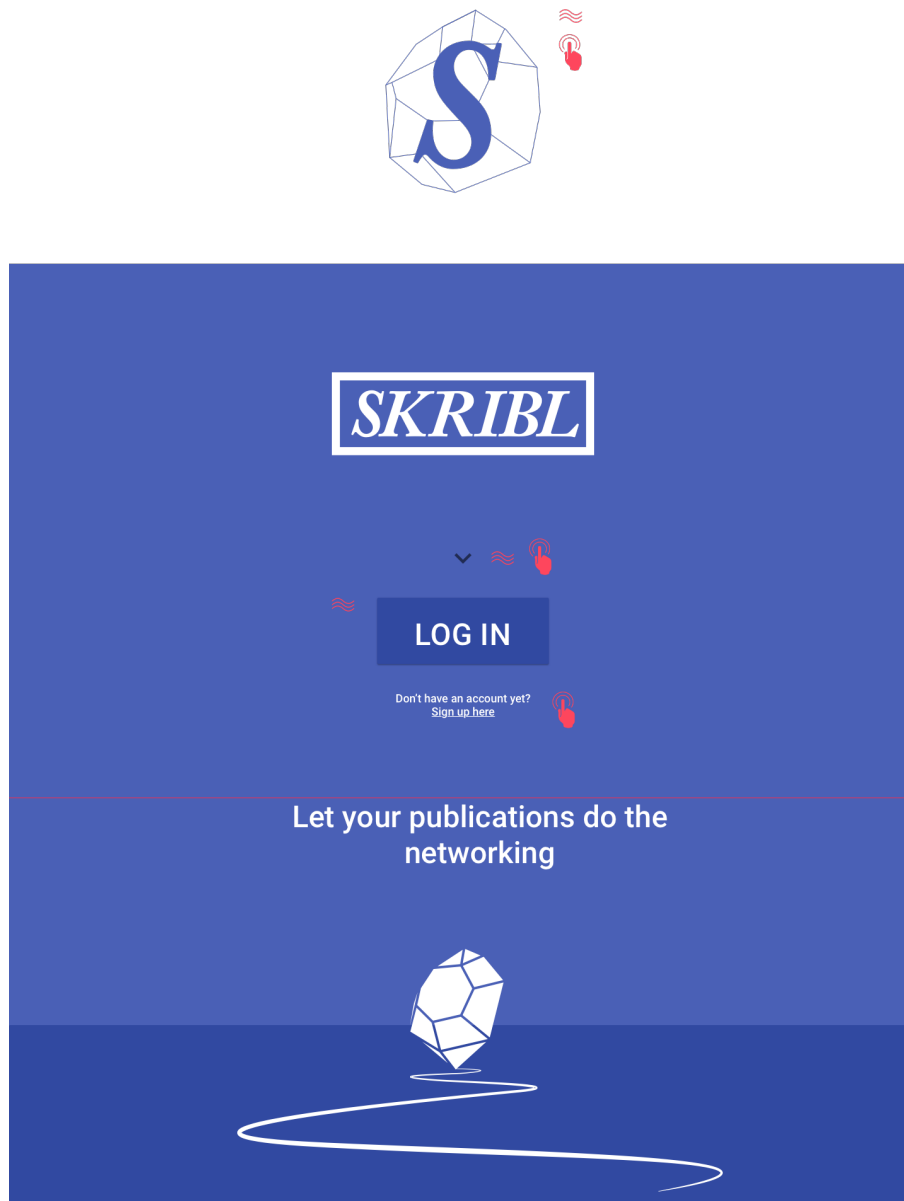 S
SKRIBL
LOG IN
Don't have an account yet?
Sign up here
Let your publications do the
networking